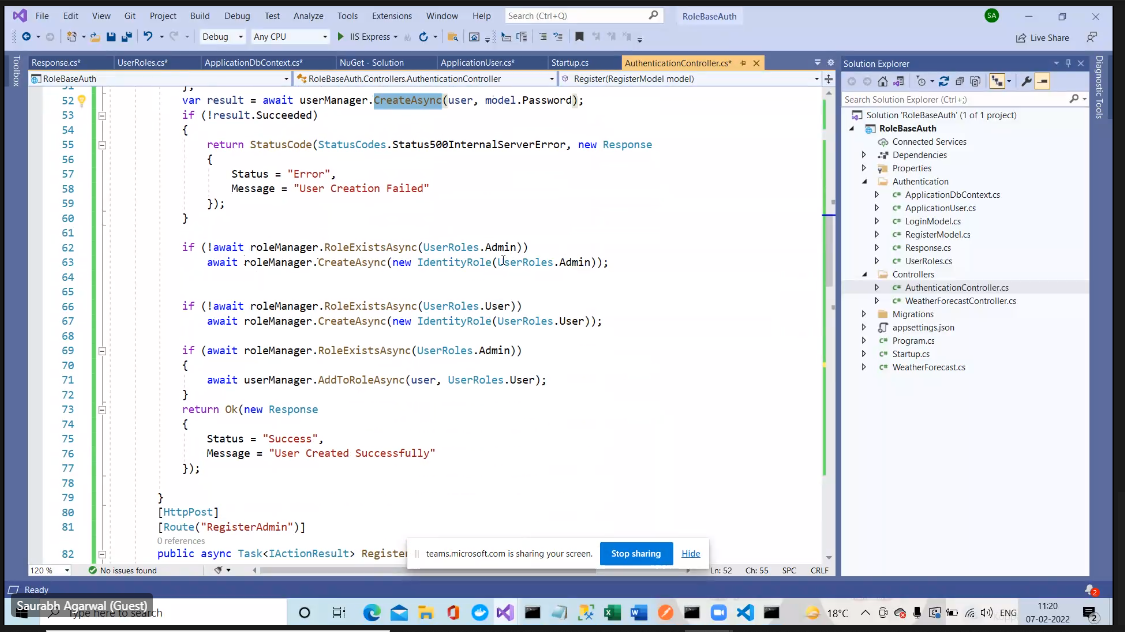 File Edit View Git Project Build Debug Test Analyze Tools Extensions Window Help Search (Ctrl+Q) RoleBaseAuth SA
Debug Any CPU IIS Express Live Share
Response.cs* UserRoles.cs* ApplicationDbContext.cs* NuGet - Solution ApplicationUser.cs* Startup.cs AuthenticationController.cs*
RoleBaseAuth RoleBaseAuth.Controllers.AuthenticationController Register(RegisterModel model)
Toolbox
51 };
52 var result = await userManager.CreateAsync(user, model.Password);
53 if (!result.Succeeded)
54 {
55 return StatusCode(StatusCodes.Status500InternalServerError, new Response
56 {
57 Status = "Error",
58 Message = "User Creation Failed"
59 });
60 }
61
62 if (!await roleManager.RoleExistsAsync(UserRoles.Admin))
63 await roleManager.CreateAsync(new IdentityRole(UserRoles.Admin));
64
65
66 if (!await roleManager.RoleExistsAsync(UserRoles.User))
67 await roleManager.CreateAsync(new IdentityRole(UserRoles.User));
68
69 if (await roleManager.RoleExistsAsync(UserRoles.Admin))
70 {
71 await userManager.AddToRoleAsync(user, UserRoles.User);
72 }
73 return Ok(new Response
74 {
75 Status = "Success",
76 Message = "User Created Successfully"
77 });
78
79 }
80 [HttpPost]
81 [Route("RegisterAdmin")]
0 references
82 public async Task<IActionResult> Register
teams.microsoft.com is sharing your screen. Stop sharing Hide
120 % No issues found Ln: 52 Ch: 55 SPC CRLF
Solution Explorer
Search Solution Explorer (Ctrl+;)
Solution 'RoleBaseAuth' (1 of 1 project)
RoleBaseAuth
Connected Services
Dependencies
Properties
Authentication
ApplicationDbContext.cs
ApplicationUser.cs
LoginModel.cs
RegisterModel.cs
Response.cs
UserRoles.cs
Controllers
AuthenticationController.cs
WeatherForecastController.cs
Migrations
appsettings.json
Program.cs
Startup.cs
WeatherForecast.cs
Diagnostic Tools
Ready 2
Saurabh Agarwal (Guest)
Type here to search
18°C ENG 11:20
07-02-2022 2